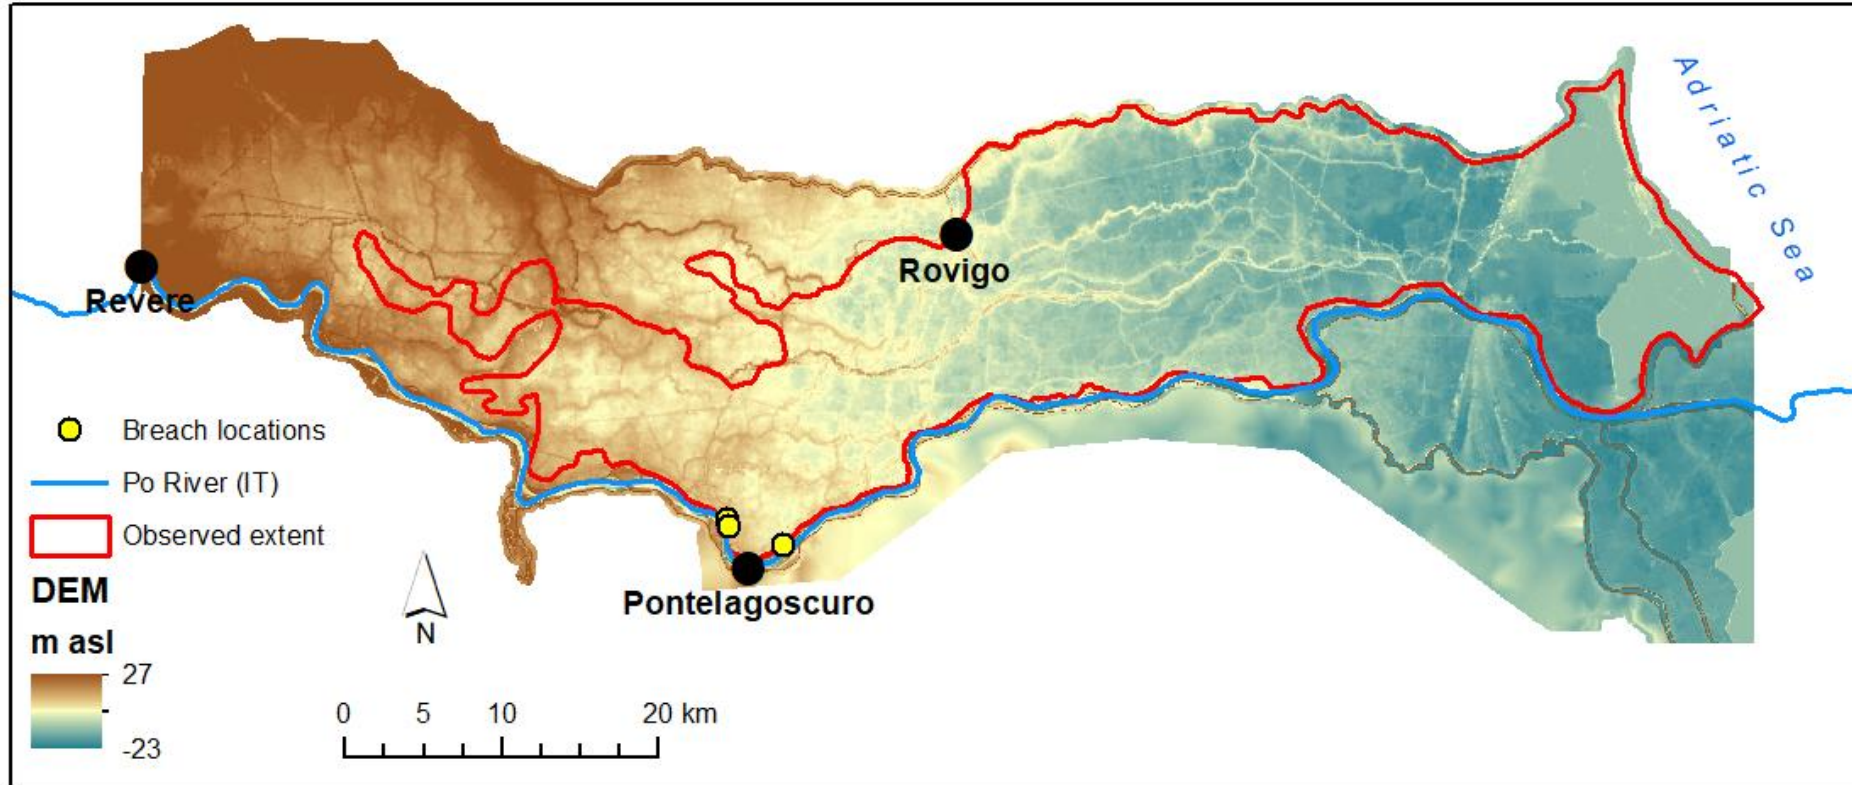 Adriatic Sea
Rovigo
Revere
Breach locations
Po River (IT)
Observed extent
DEM
Pontelagoscuro
N
m asl
27
-23
0 5 10 20 km